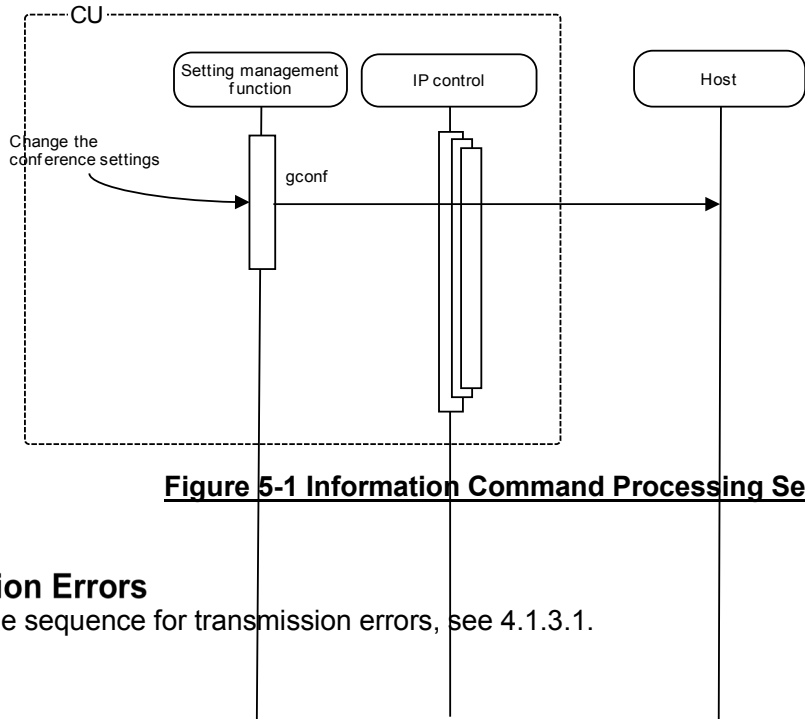 CU
Setting management
function
IP control
Host
Change the
conference settings
gconf
Figure 5-1 Information Command Processing Se
ion Errors
e sequence for transmission errors, see 4.1.3.1.